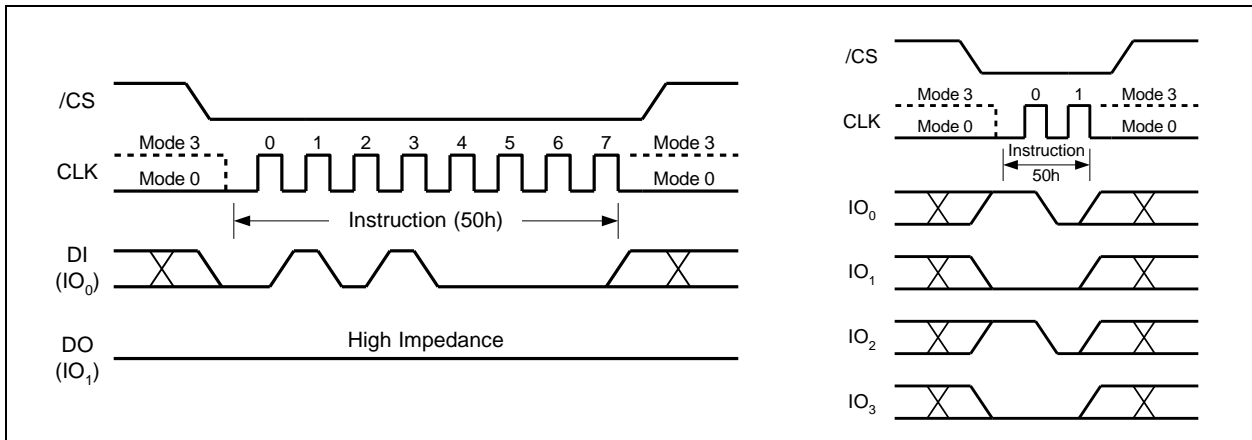 /CS
Mode 3 0 1 2 3 4 5 6 7 Mode 3
CLK
Mode 0 Mode 0
Instruction (50h)
DI
(IO0)
DO
(IO1)
High Impedance
/CS
Mode 3 0 1 Mode 3
CLK
Mode 0 Mode 0
Instruction
50h
IO0
IO1
IO2
IO3